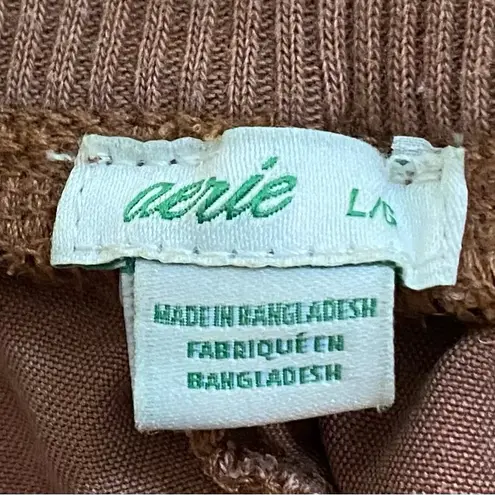 aerie
L/G
MADE IN BANGLADESH
FABRIQUÉ EN
BANGLADESH